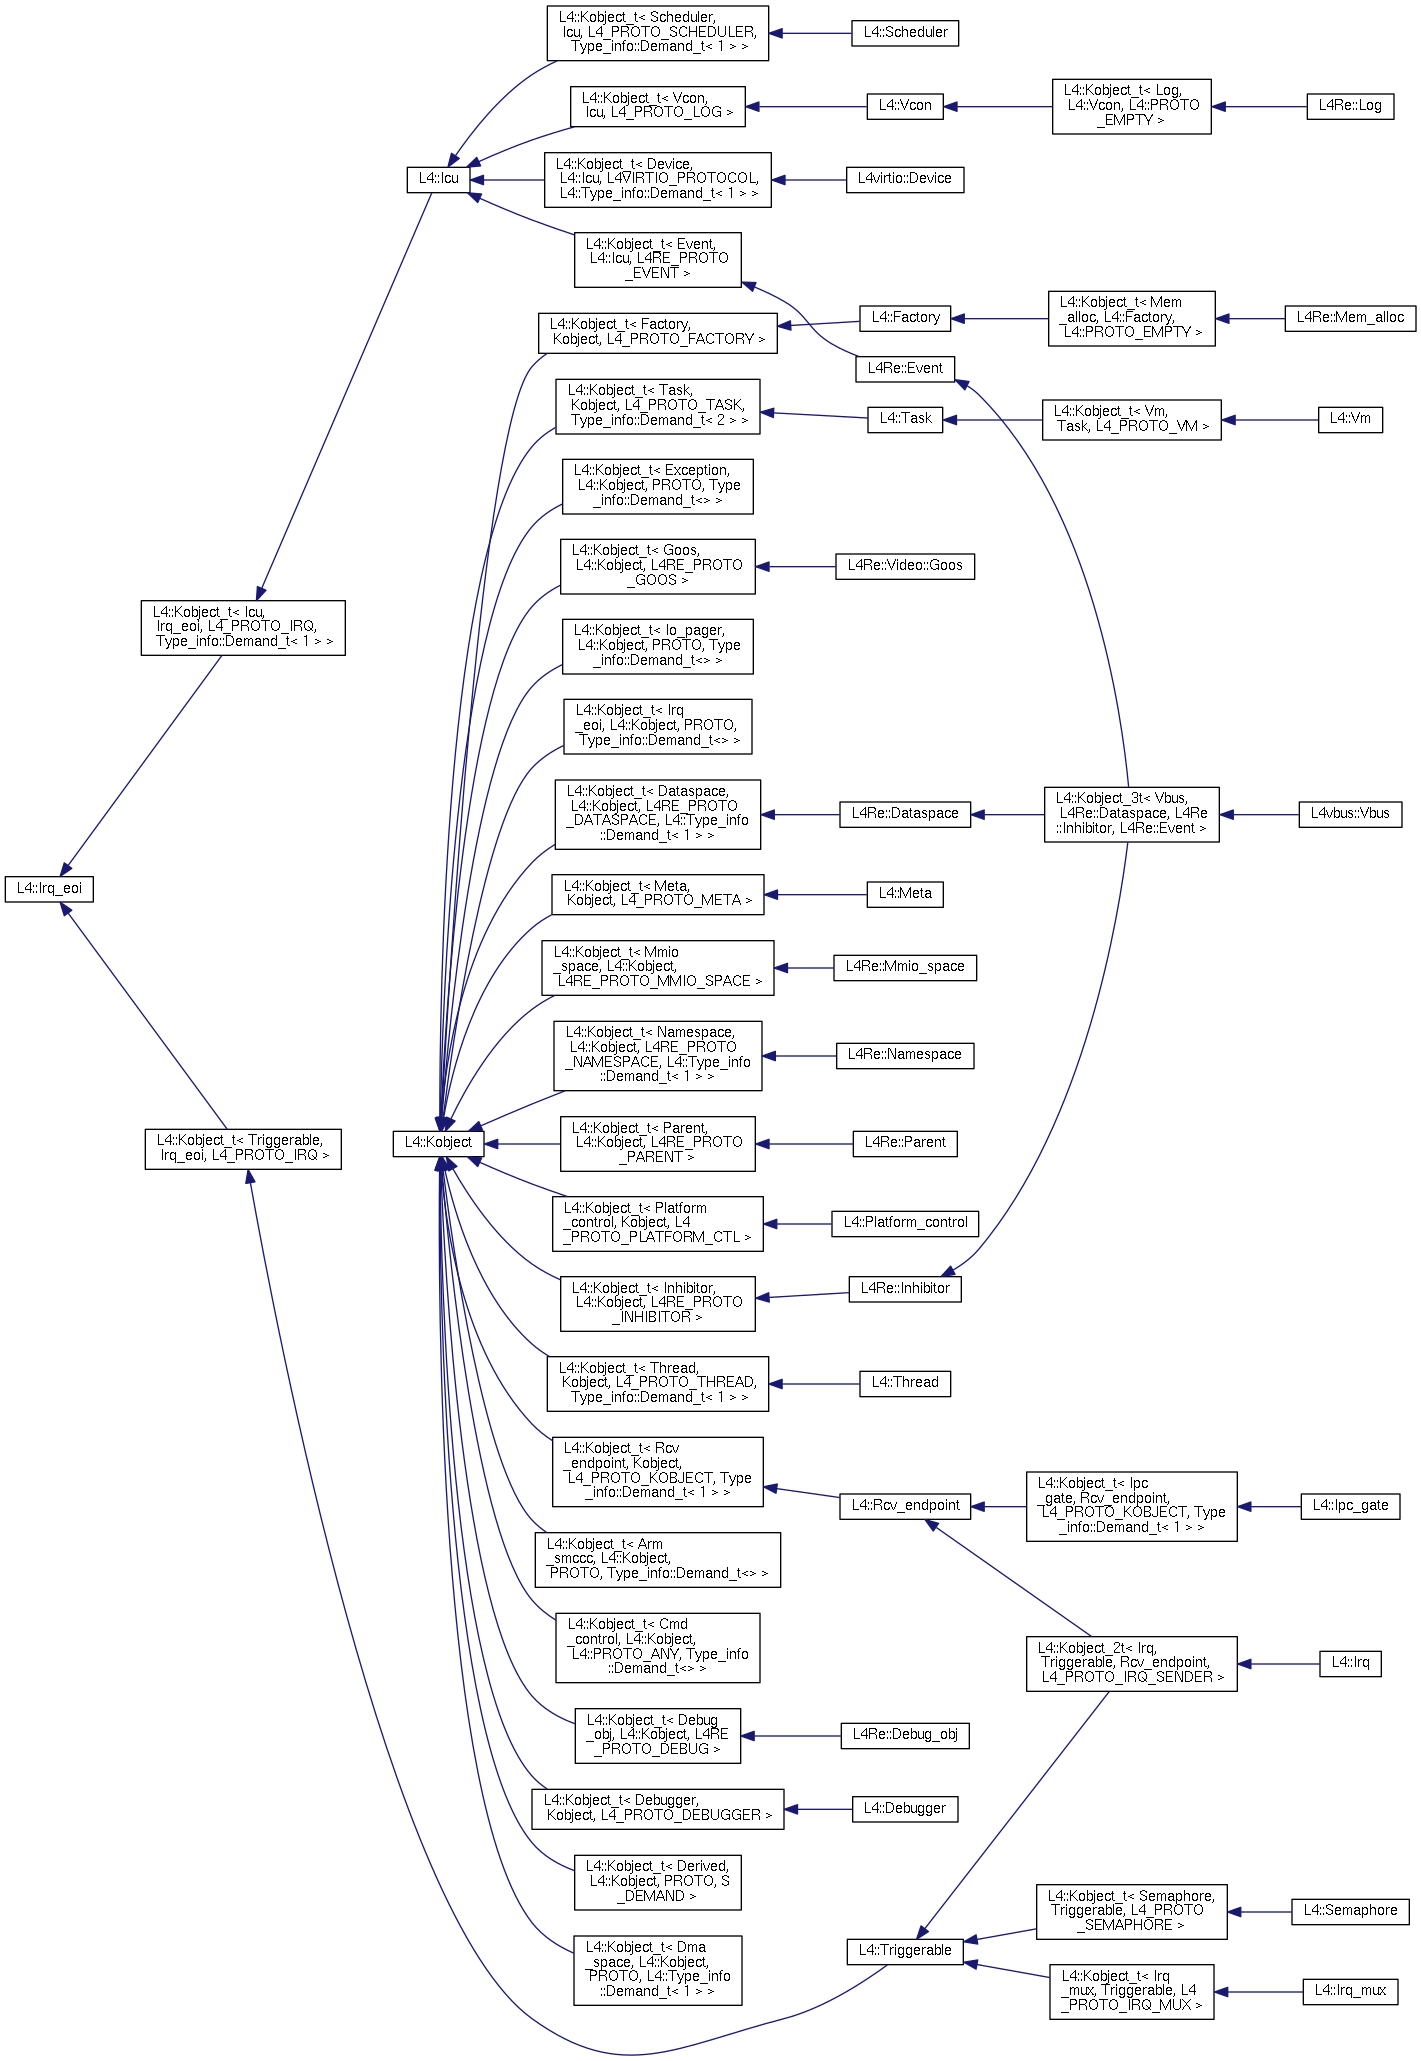 L4::Kobject_t< Scheduler,
Icu, L4_PROTO_SCHEDULER,
Type_info::Demand_t< 1 > >
L4::Scheduler
L4::Kobject_t< Vcon,
Icu, L4_PROTO_LOG >
L4::Vcon
L4::Kobject_t< Log,
L4::Vcon, L4::PROTO
_EMPTY >
L4Re::Log
L4::Icu
L4::Kobject_t< Device,
L4::Icu, L4VIRTIO_PROTOCOL,
L4::Type_info::Demand_t< 1 > >
L4virtio::Device
L4::Kobject_t< Event,
L4::Icu, L4RE_PROTO
_EVENT >
L4::Kobject_t< Factory,
Kobject, L4_PROTO_FACTORY >
L4::Factory
L4::Kobject_t< Mem
_alloc, L4::Factory,
L4::PROTO_EMPTY >
L4Re::Mem_alloc
L4Re::Event
L4::Kobject_t< Task,
Kobject, L4_PROTO_TASK,
Type_info::Demand_t< 2 > >
L4::Task
L4::Kobject_t< Vm,
Task, L4_PROTO_VM >
L4::Vm
L4::Kobject_t< Exception,
L4::Kobject, PROTO, Type
_info::Demand_t<> >
L4::Kobject_t< Goos,
L4::Kobject, L4RE_PROTO
_GOOS >
L4Re::Video::Goos
L4::Kobject_t< Icu,
Irq_eoi, L4_PROTO_IRQ,
Type_info::Demand_t< 1 > >
L4::Kobject_t< Io_pager,
L4::Kobject, PROTO, Type
_info::Demand_t<> >
L4::Kobject_t< Irq
_eoi, L4::Kobject, PROTO,
Type_info::Demand_t<> >
L4::Kobject_t< Dataspace,
L4::Kobject, L4RE_PROTO
_DATASPACE, L4::Type_info
::Demand_t< 1 > >
L4Re::Dataspace
L4::Kobject_3t< Vbus,
L4Re::Dataspace, L4Re
::Inhibitor, L4Re::Event >
L4vbus::Vbus
L4::Irq_eoi
L4::Kobject_t< Meta,
Kobject, L4_PROTO_META >
L4::Meta
L4::Kobject_t< Mmio
_space, L4::Kobject,
L4RE_PROTO_MMIO_SPACE >
L4Re::Mmio_space
L4::Kobject_t< Namespace,
L4::Kobject, L4RE_PROTO
_NAMESPACE, L4::Type_info
::Demand_t< 1 > >
L4Re::Namespace
L4::Kobject_t< Triggerable,
Irq_eoi, L4_PROTO_IRQ >
L4::Kobject
L4::Kobject_t< Parent,
L4::Kobject, L4RE_PROTO
_PARENT >
L4Re::Parent
L4::Kobject_t< Platform
_control, Kobject, L4
_PROTO_PLATFORM_CTL >
L4::Platform_control
L4::Kobject_t< Inhibitor,
L4::Kobject, L4RE_PROTO
_INHIBITOR >
L4Re::Inhibitor
L4::Kobject_t< Thread,
Kobject, L4_PROTO_THREAD,
Type_info::Demand_t< 1 > >
L4::Thread
L4::Kobject_t< Rcv
_endpoint, Kobject,
L4_PROTO_KOBJECT, Type
_info::Demand_t< 1 > >
L4::Rcv_endpoint
L4::Kobject_t< Ipc
_gate, Rcv_endpoint,
L4_PROTO_KOBJECT, Type
_info::Demand_t< 1 > >
L4::Ipc_gate
L4::Kobject_t< Arm
_smccc, L4::Kobject,
PROTO, Type_info::Demand_t<> >
L4::Kobject_t< Cmd
_control, L4::Kobject,
L4::PROTO_ANY, Type_info
::Demand_t<> >
L4::Kobject_2t< Irq,
Triggerable, Rcv_endpoint,
L4_PROTO_IRQ_SENDER >
L4::Irq
L4::Kobject_t< Debug
_obj, L4::Kobject, L4RE
_PROTO_DEBUG >
L4Re::Debug_obj
L4::Kobject_t< Debugger,
Kobject, L4_PROTO_DEBUGGER >
L4::Debugger
L4::Kobject_t< Derived,
L4::Kobject, PROTO, S
_DEMAND >
L4::Kobject_t< Semaphore,
Triggerable, L4_PROTO
_SEMAPHORE >
L4::Semaphore
L4::Triggerable
L4::Kobject_t< Dma
_space, L4::Kobject,
PROTO, L4::Type_info
::Demand_t< 1 > >
L4::Kobject_t< Irq
_mux, Triggerable, L4
_PROTO_IRQ_MUX >
L4::Irq_mux